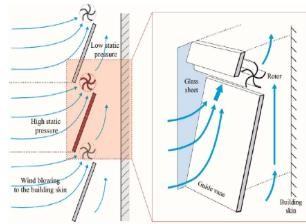 Low static
pressure
High static
pressure
Wind blowing
to the building skin
Glass
sheet
Rotor
Guide vane
Building
skin